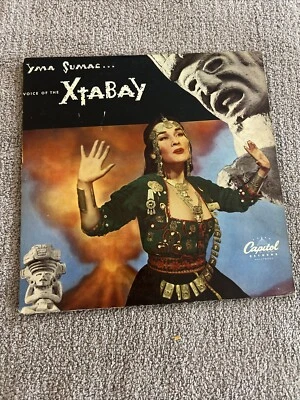 Yma Sumac...
VOICE OF THE
XTABAY
Capitol
RECORDS